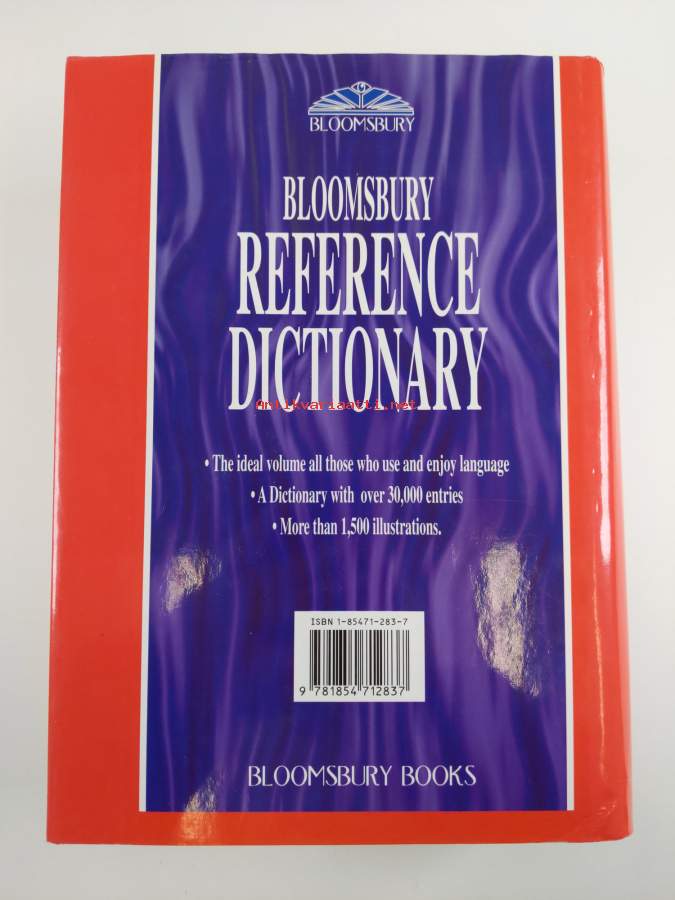 BLOOMSBURY
BLOOMSBURY
REFERENCE
DICTIONARY
Antikvariaatti.net
• The ideal volume all those who use and enjoy language
• A Dictionary with over 30,000 entries
• More than 1,500 illustrations.
ISBN 1-85471-283-7
9 781854 712837
BLOOMSBURY BOOKS